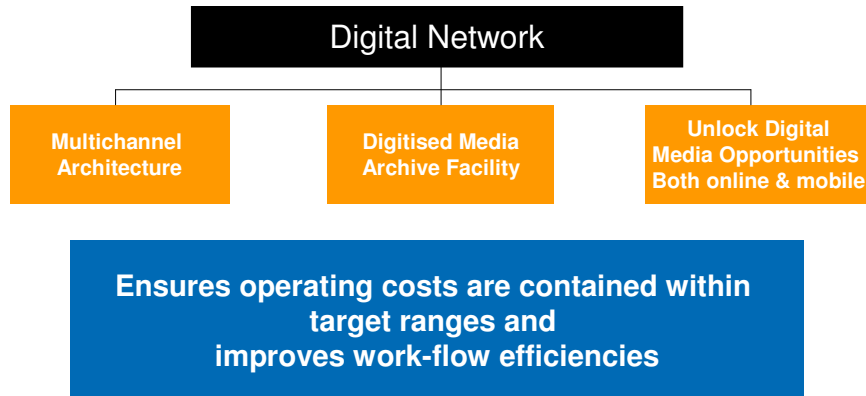 Digital Network
Multichannel
Architecture
Digitised Media
Archive Facility
Unlock Digital
Media Opportunities
Both online & mobile
Ensures operating costs are contained within
target ranges and
improves work-flow efficiencies